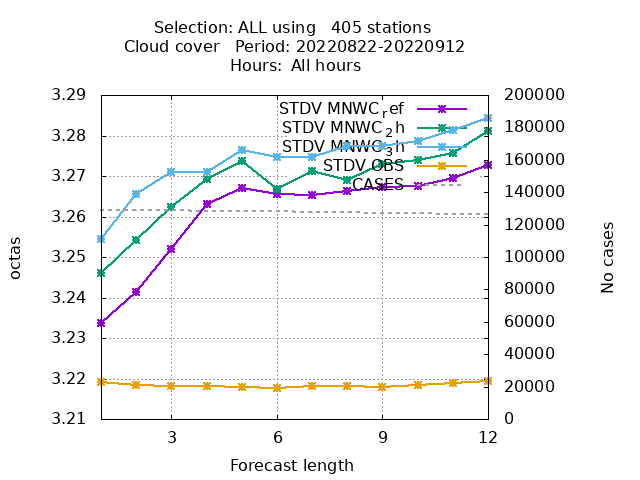 Selection: ALL using   405 stations
Cloud cover   Period: 20220822-20220912
Hours:  All hours
STDV MNWC_ref
STDV MNWC_2h
STDV MNWC_3h
STDV OBS
CASES
3.29
3.28
3.27
3.26
3.25
3.24
3.23
3.22
3.21
octas
200000
180000
160000
140000
120000
100000
80000
60000
40000
20000
0
No cases
3
6
9
12
Forecast length